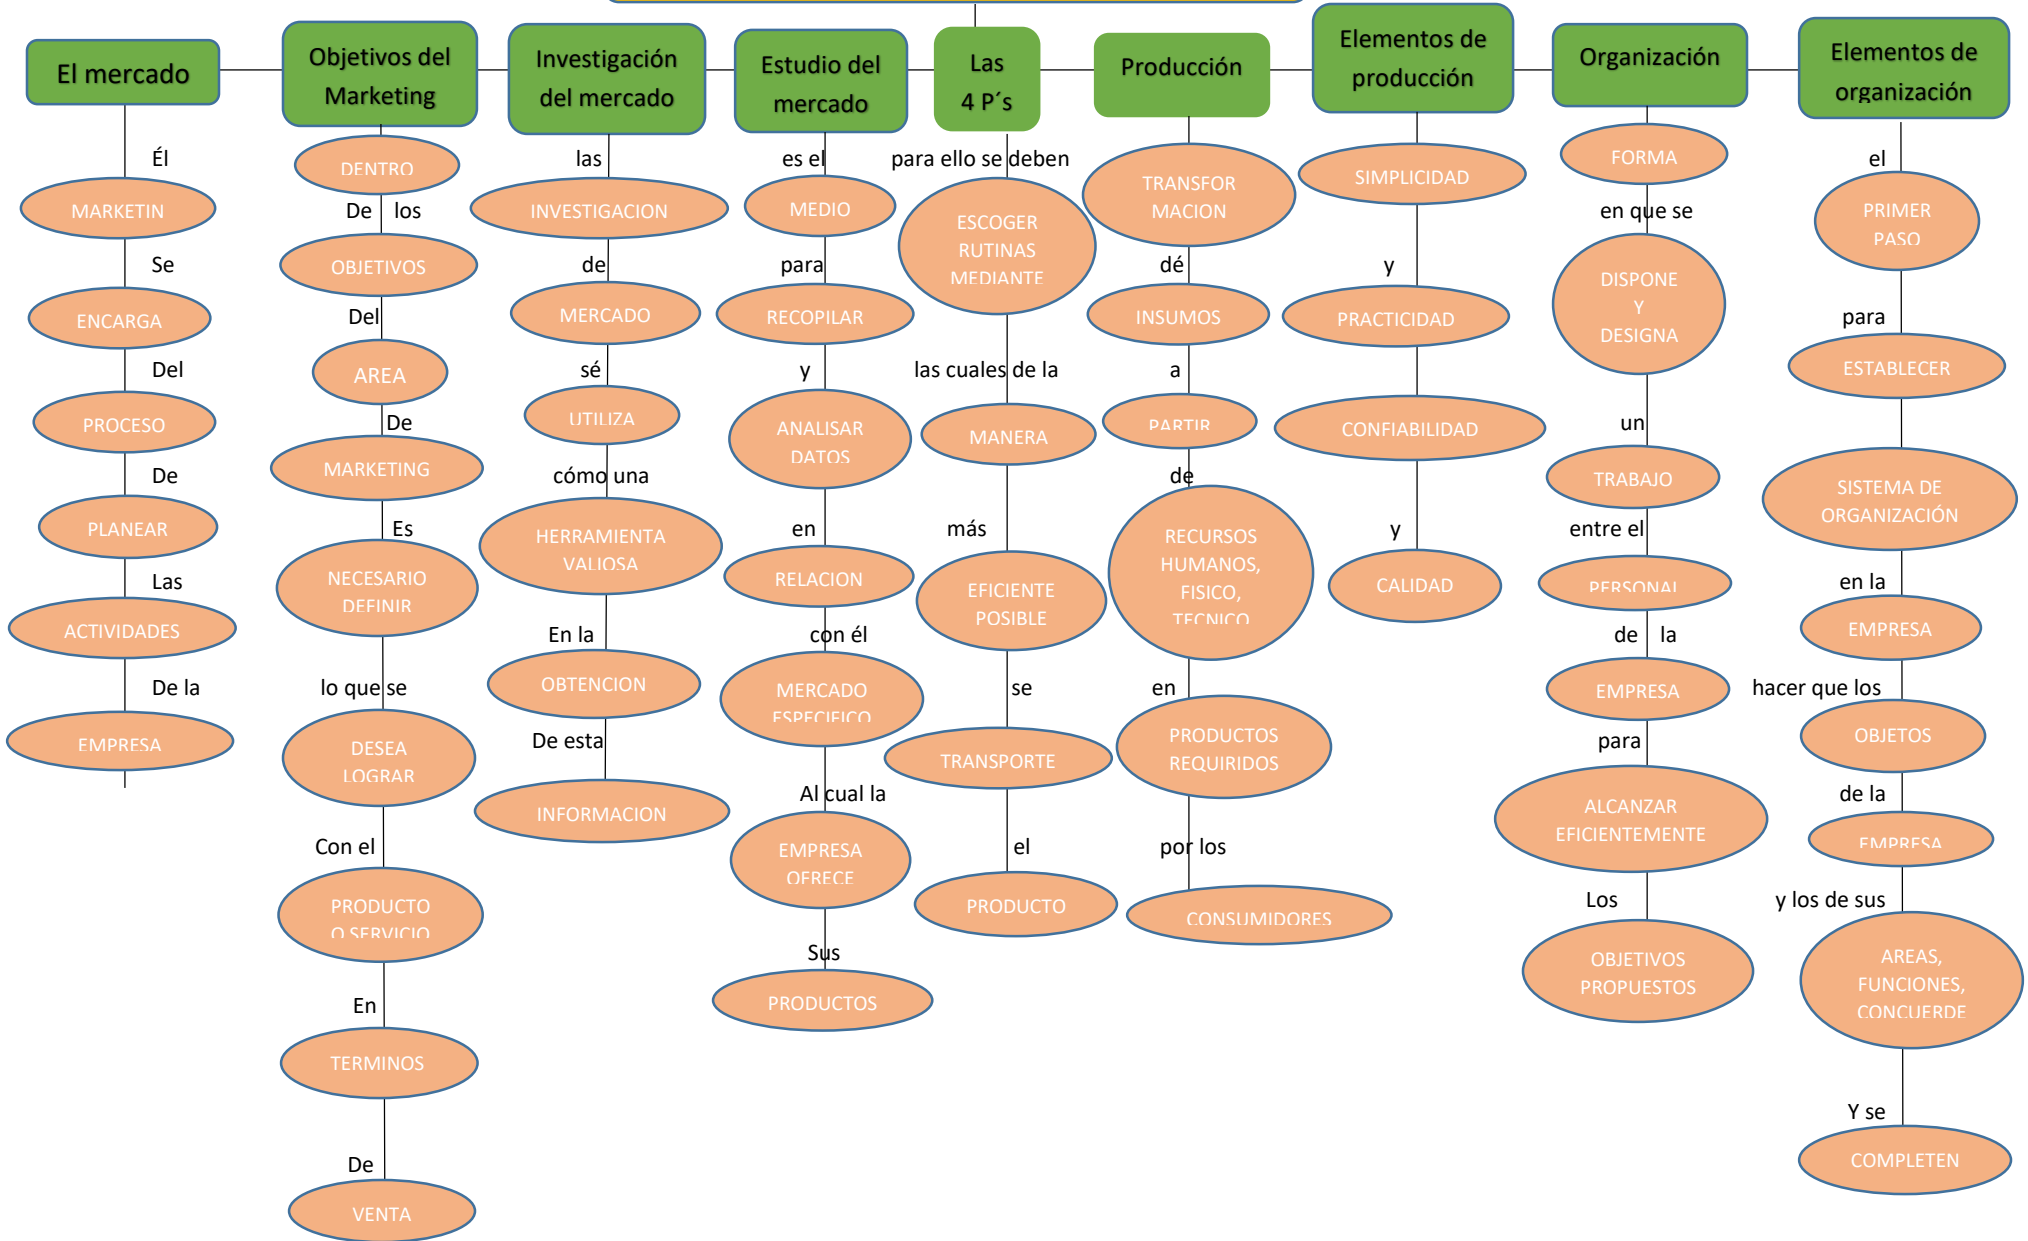 El mercado
Él
MARKETIN
Se
ENCARGA
Del
PROCESO
De
PLANEAR
Las
ACTIVIDADES
De la
EMPRESA
Objetivos del
Marketing
DENTRO
De los
OBJETIVOS
Del
AREA
De
MARKETING
Es
NECESARIO
DEFINIR
lo que se
DESEA
LOGRAR
Con el
PRODUCTO
O SERVICIO
En
TERMINOS
De
VENTA
Investigación
del mercado
las
INVESTIGACION
de
MERCADO
sé
UTILIZA
cómo una
HERRAMIENTA
VALIOSA
En la
OBTENCION
De esta
INFORMACION
Estudio del
mercado
es el
MEDIO
para
RECOPILAR
y
ANALISAR
DATOS
en
RELACION
con él
MERCADO
ESPECIFICO
Al cual la
EMPRESA
OFRECE
Sus
PRODUCTOS
Las
4 P´s
para ello se deben
ESCOGER
RUTINAS
MEDIANTE
las cuales de la
MANERA
más
EFICIENTE
POSIBLE
se
TRANSPORTE
el
PRODUCTO
Producción
TRANSFOR
MACION
dé
INSUMOS
a
PARTIR
de
RECURSOS
HUMANOS,
FISICO,
TECNICO
en
PRODUCTOS
REQUIRIDOS
por los
CONSUMIDORES
Elementos de
producción
SIMPLICIDAD
y
PRACTICIDAD
CONFIABILIDAD
y
CALIDAD
Organización
FORMA
en que se
DISPONE
Y
DESIGNA
un
TRABAJO
entre el
PERSONAL
de la
EMPRESA
para
ALCANZAR
EFICIENTEMENTE
Los
OBJETIVOS
PROPUESTOS
Elementos de
organización
el
PRIMER
PASO
para
ESTABLECER
SISTEMA DE
ORGANIZACIÓN
en la
EMPRESA
hacer que los
OBJETOS
de la
EMPRESA
y los de sus
AREAS,
FUNCIONES,
CONCUERDE
Y se
COMPLETEN